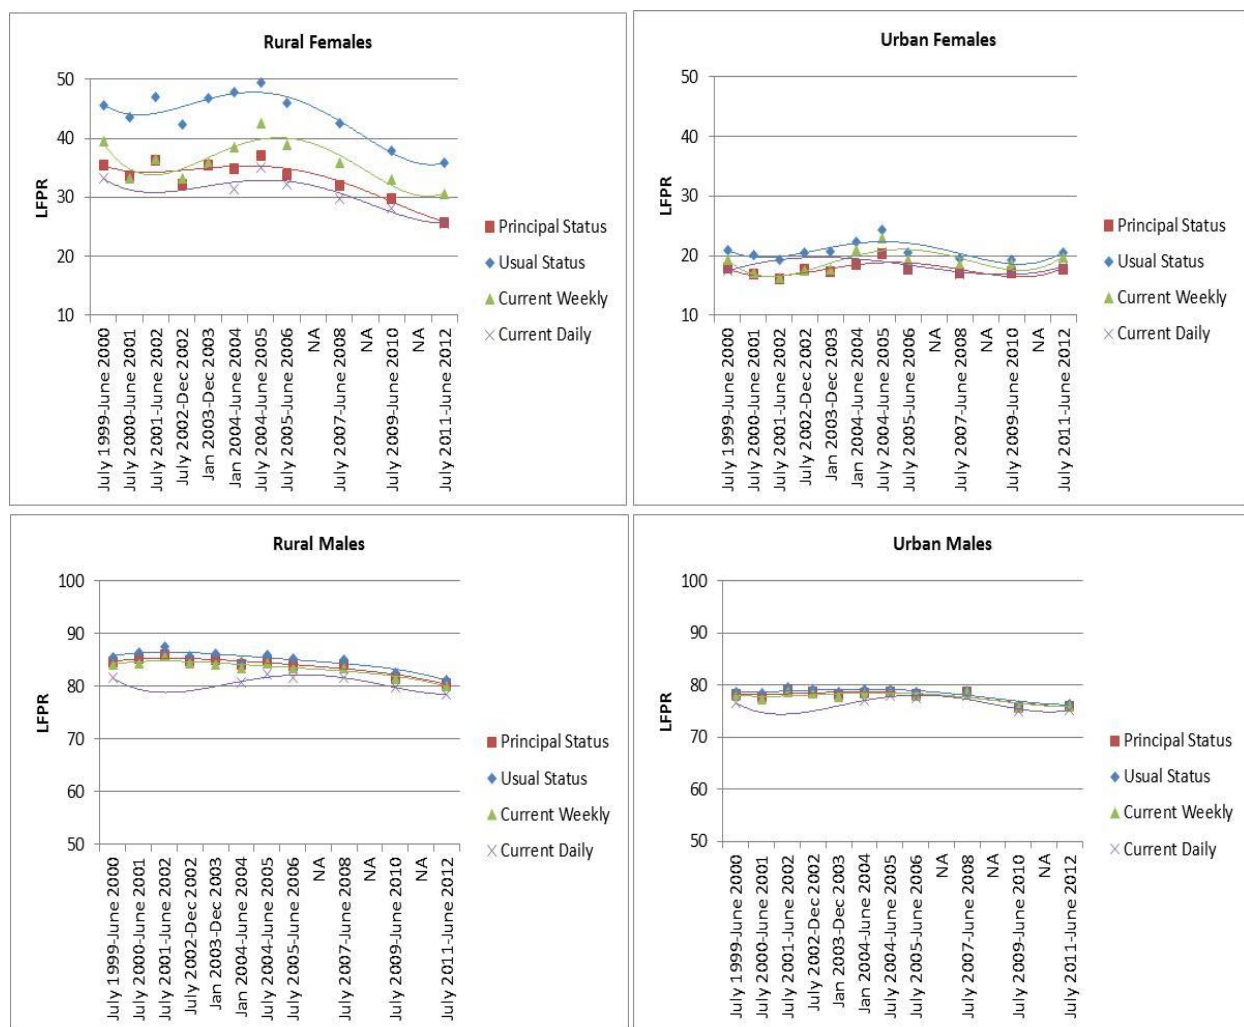 Rural Females
50
40
30
20
10
LFPR
July 1999-June 2000
July 2000-June 2001
July 2001-June 2002
July 2002-Dec 2002
Jan 2003-Dec 2003
Jan 2004-June 2004
July 2004-June 2005
July 2005-June 2006
NA
July 2007-June 2008
NA
July 2009-June 2010
NA
July 2011-June 2012
Principal Status
Usual Status
Current Weekly
Current Daily
Urban Females
50
40
30
20
10
LFPR
July 1999-June 2000
July 2000-June 2001
July 2001-June 2002
July 2002-Dec 2002
Jan 2003-Dec 2003
Jan 2004-June 2004
July 2004-June 2005
July 2005-June 2006
NA
July 2007-June 2008
NA
July 2009-June 2010
NA
July 2011-June 2012
Principal Status
Usual Status
Current Weekly
Current Daily
Rural Males
100
90
80
70
60
50
LFPR
July 1999-June 2000
July 2000-June 2001
July 2001-June 2002
July 2002-Dec 2002
Jan 2003-Dec 2003
Jan 2004-June 2004
July 2004-June 2005
July 2005-June 2006
NA
July 2007-June 2008
NA
July 2009-June 2010
NA
July 2011-June 2012
Principal Status
Usual Status
Current Weekly
Current Daily
Urban Males
100
90
80
70
60
50
LFPR
July 1999-June 2000
July 2000-June 2001
July 2001-June 2002
July 2002-Dec 2002
Jan 2003-Dec 2003
Jan 2004-June 2004
July 2004-June 2005
July 2005-June 2006
NA
July 2007-June 2008
NA
July 2009-June 2010
NA
July 2011-June 2012
Principal Status
Usual Status
Current Weekly
Current Daily